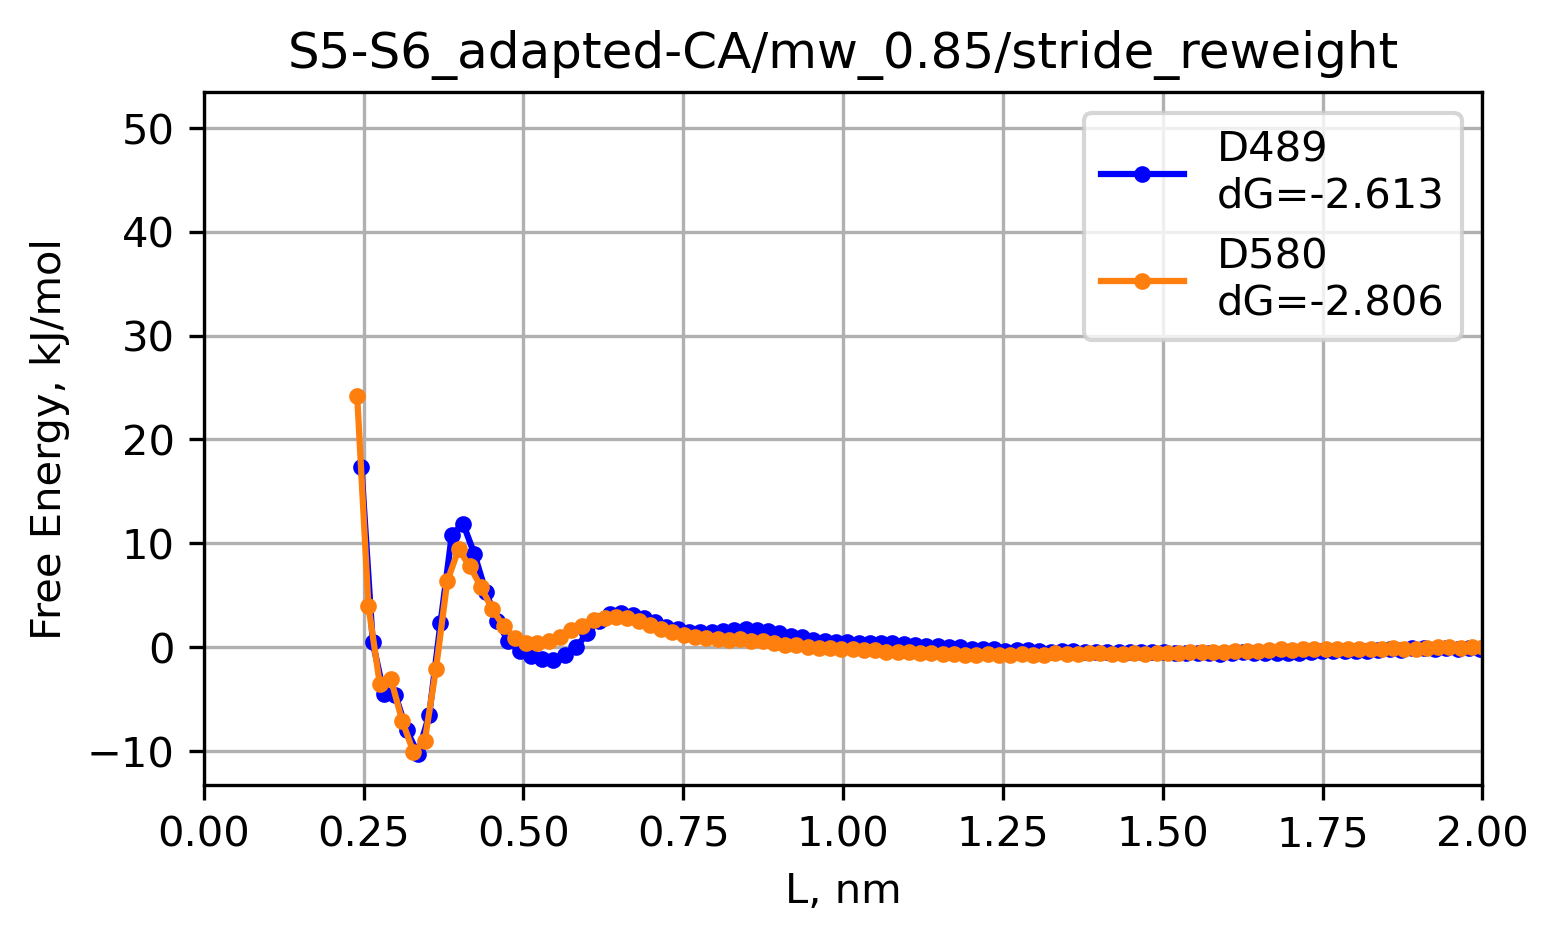 S5-S6_adapted-CA/mw_0.85/stride_reweight
50
40
30
20
10
0
−10
Free Energy, kJ/mol
D489
dG=-2.613
D580
dG=-2.806
0.00 0.25 0.50 0.75 1.00 1.25 1.50 1.75 2.00
L, nm